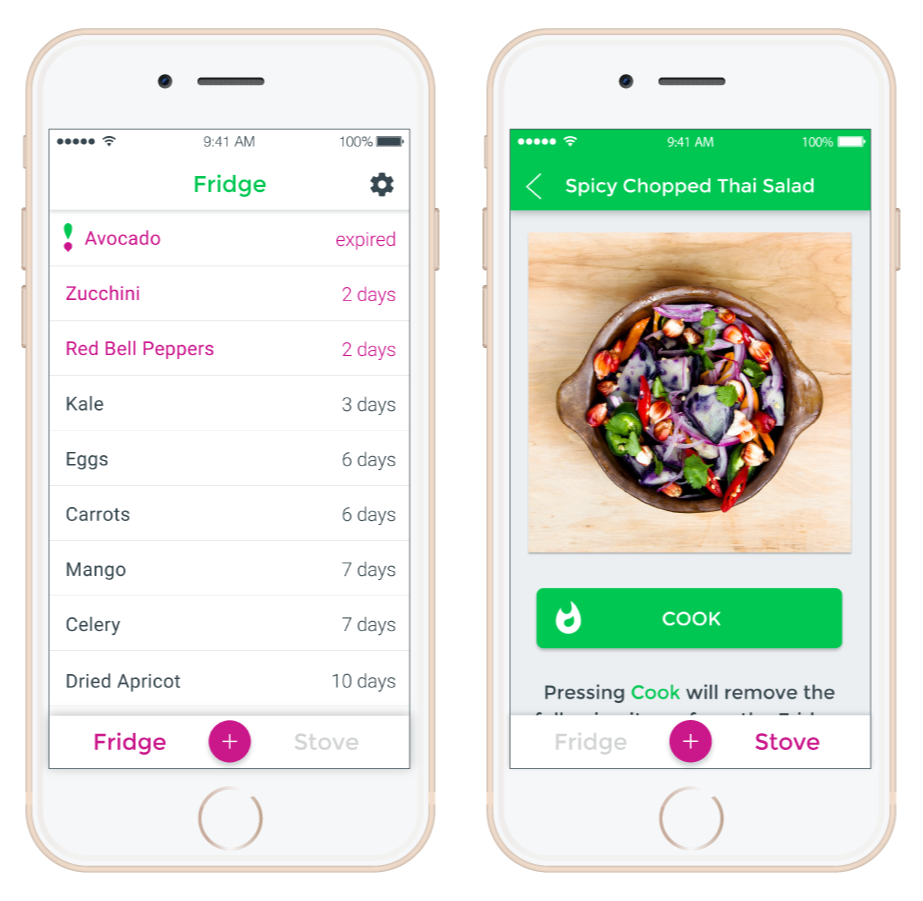 9:41 AM 100%
Fridge
Avocado expired
Zucchini 2 days
Red Bell Peppers 2 days
Kale 3 days
Eggs 6 days
Carrots 6 days
Mango 7 days
Celery 7 days
Dried Apricot 10 days
Fridge + Stove
9:41 AM 100%
Spicy Chopped Thai Salad
COOK
Pressing Cook will remove the
Fridge + Stove